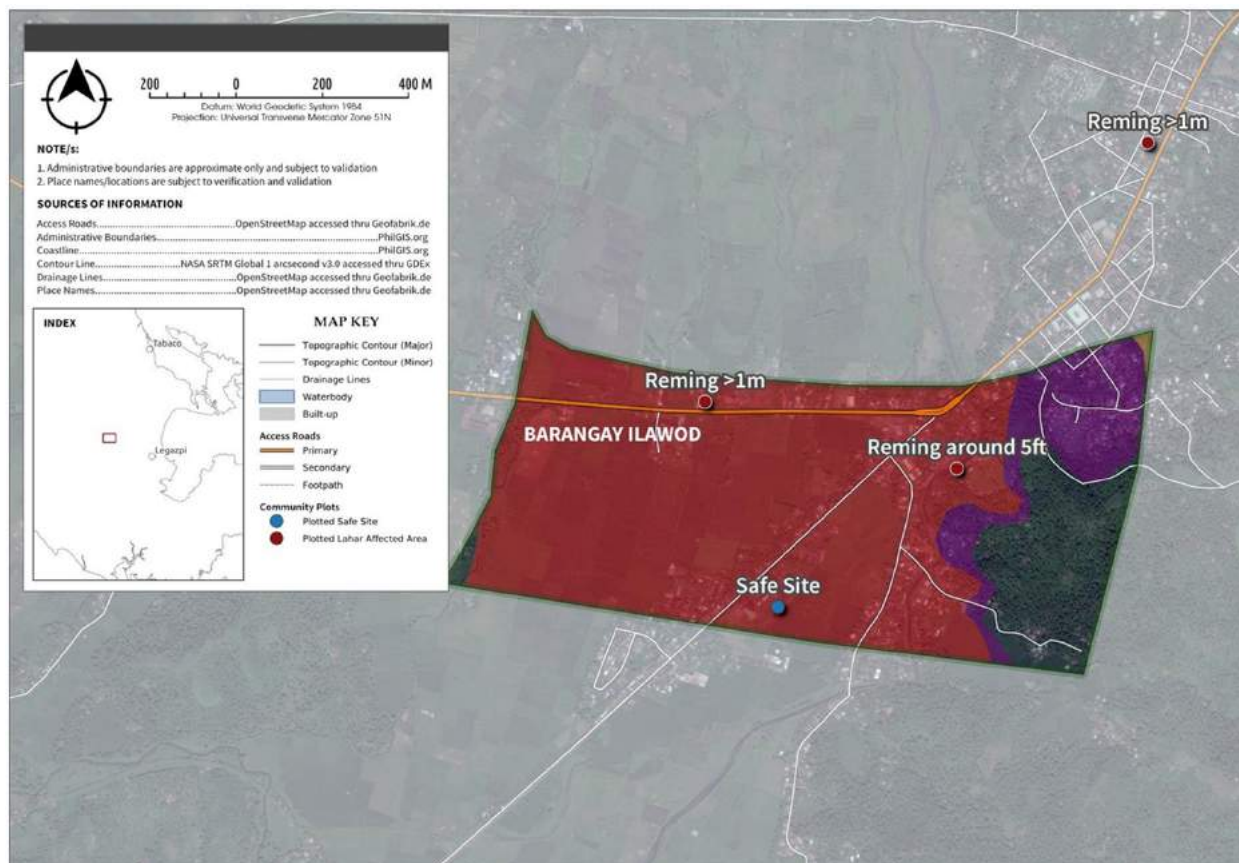 200 0 200 400 M
Datum: World Geodetic System 1984
Projection: Universal Transverse Mercator Zone 51N
NOTE/s:
1. Administrative boundaries are approximate only and subject to validation
2. Place names/locations are subject to verification and validation
SOURCES OF INFORMATION
Access Roads..............................OpenStreetMap accessed thru Geofabrik.de
Administrative Boundaries..............................PhilGIS.org
Coastline..............................PhilGIS.org
Contour Line....................NASA SRTM Global 1 arcsecond v3.0 accessed thru GDEx
Drainage Lines..............................OpenStreetMap accessed thru Geofabrik.de
Place Names..............................OpenStreetMap accessed thru Geofabrik.de
INDEX
Tabaco
Legazpi
MAP KEY
Topographic Contour (Major)
Topographic Contour (Minor)
Drainage Lines
Waterbody
Built-up
Access Roads
Primary
Secondary
Footpath
Community Plots
Plotted Safe Site
Plotted Lahar Affected Area
Reming >1m
Reming >1m
BARANGAY ILAWOD
Reming around 5ft
Safe Site